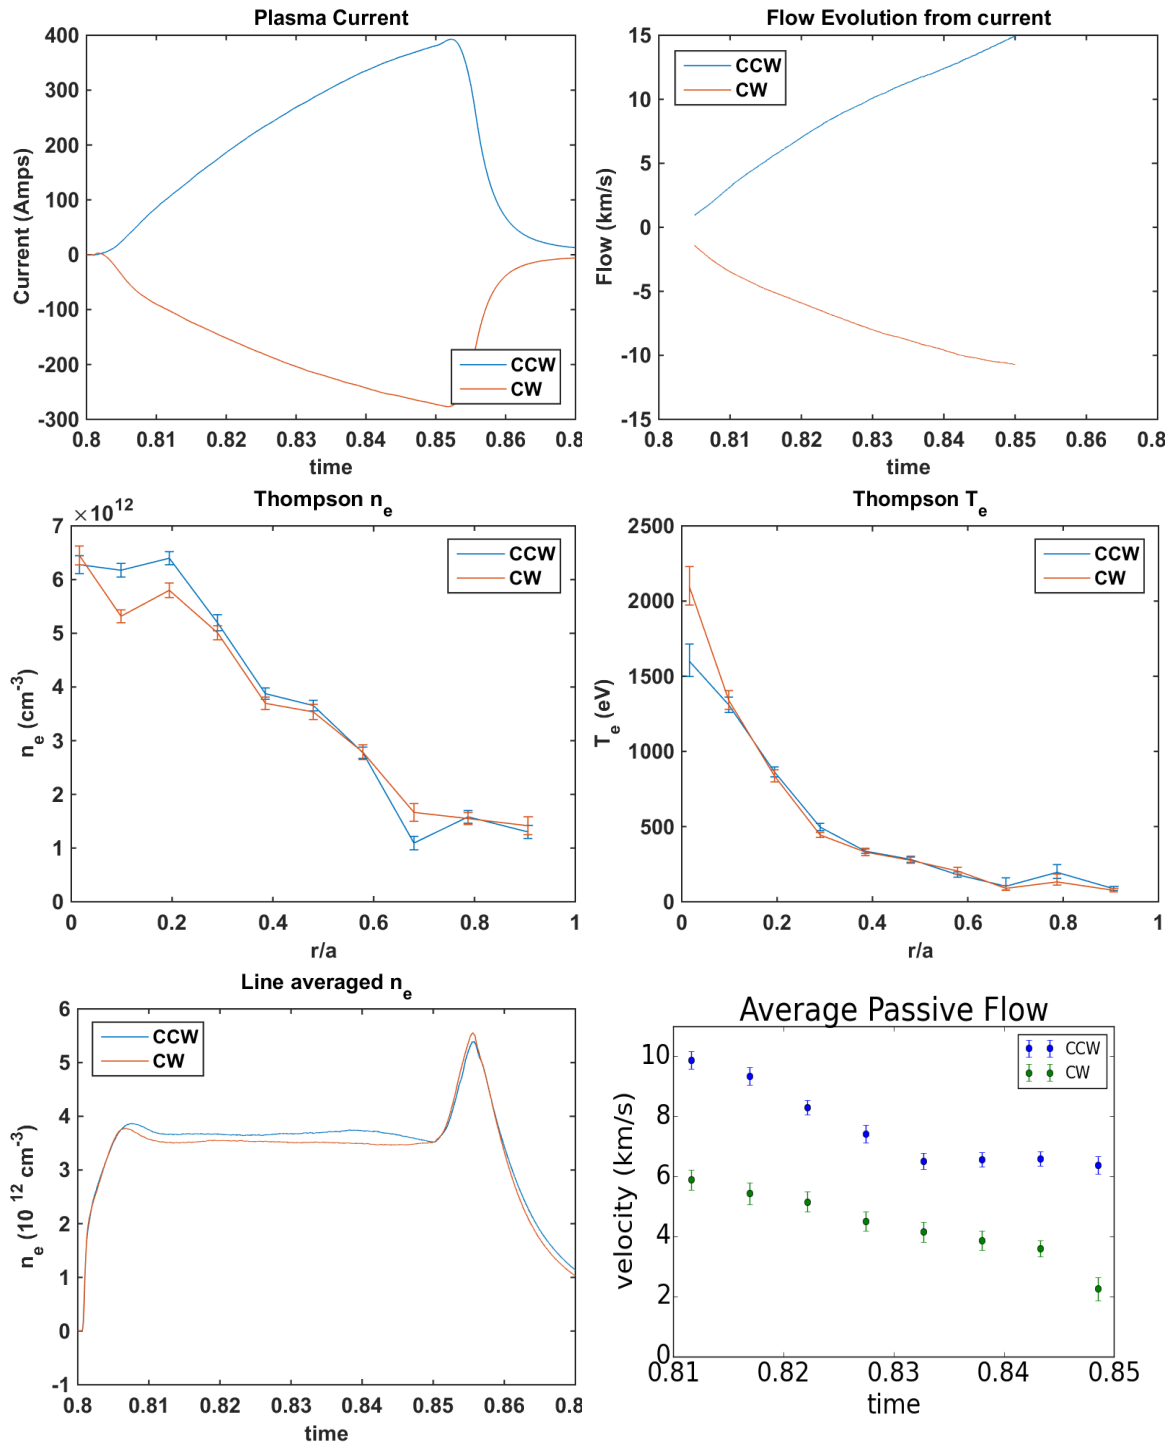 Plasma Current
400
300
200
100
0
-100
-200
-300
Current (Amps)
CCW
CW
0.8 0.81 0.82 0.83 0.84 0.85 0.86 0.8
time
Flow Evolution from current
15
10
5
0
-5
-10
-15
Flow (km/s)
CCW
CW
0.8 0.81 0.82 0.83 0.84 0.85 0.86 0.8
time
Thompson ne
×10^12
7
6
5
4
3
2
1
0
ne (cm-3)
CCW
CW
0 0.2 0.4 0.6 0.8 1
r/a
Thompson Te
2500
2000
1500
1000
500
0
Te (eV)
CCW
CW
0 0.2 0.4 0.6 0.8 1
r/a
Line averaged ne
6
5
4
3
2
1
0
-1
ne (10 12 cm-3)
CCW
CW
0.8 0.81 0.82 0.83 0.84 0.85 0.86 0.8
time
Average Passive Flow
10
8
6
4
2
0
velocity (km/s)
CCW
CW
0.81 0.82 0.83 0.84 0.85
time